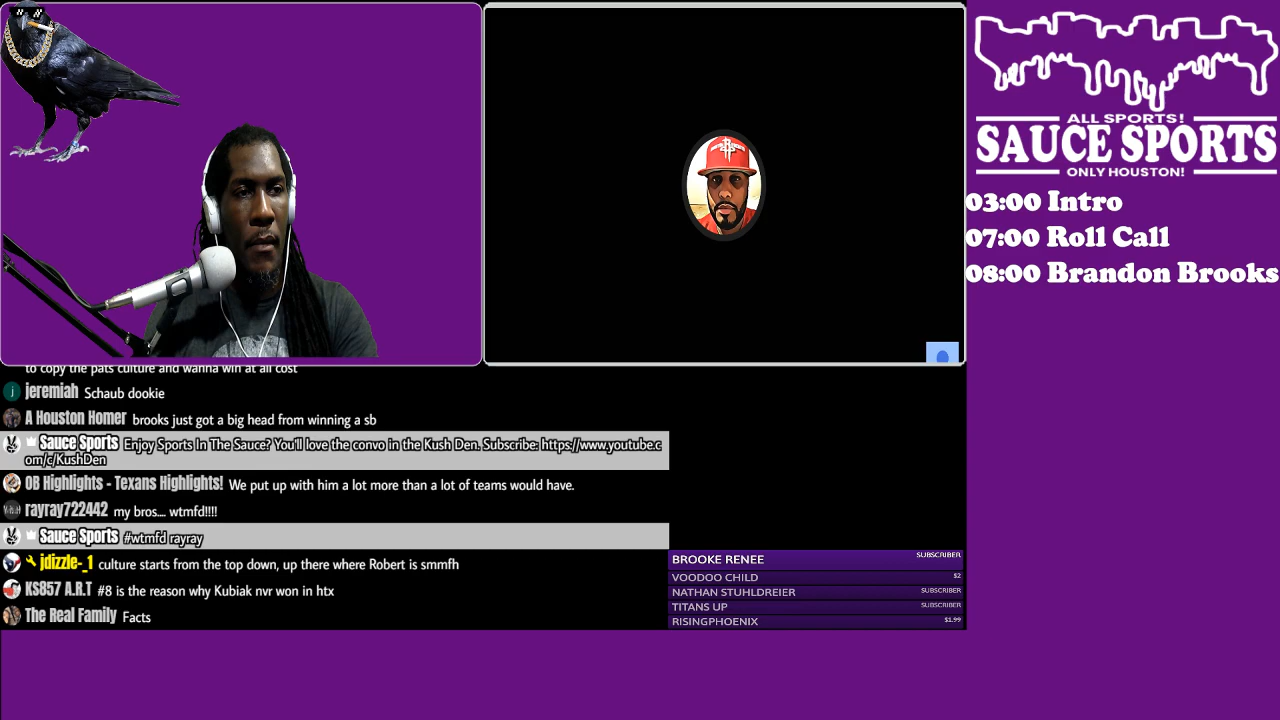 ALL SPORTS!
SAUCE SPORTS
ONLY HOUSTON!
03:00 Intro
07:00 Roll Call
08:00 Brandon Brooks
to copy the pats culture and wanna win at all cost
j jeremiah Schaub dookie
A Houston Homer brooks just got a big head from winning a sb
Sauce Sports Enjoy Sports In The Sauce? You'll love the convo in the Kush Den. Subscribe: https://www.youtube.c
om/c/KushDen
OB Highlights - Texans Highlights! We put up with him a lot more than a lot of teams would have.
rayray722442 my bros.... wtmfd!!!!
Sauce Sports #wtmfd rayray
jdizzle-_1 culture starts from the top down, up there where Robert is smmfh
KS857 A.R.T #8 is the reason why Kubiak nvr won in htx
The Real Family Facts
BROOKE RENEE SUBSCRIBER
VOODOO CHILD $2
NATHAN STUHLDREIER SUBSCRIBER
TITANS UP SUBSCRIBER
RISINGPHOENIX $1.99